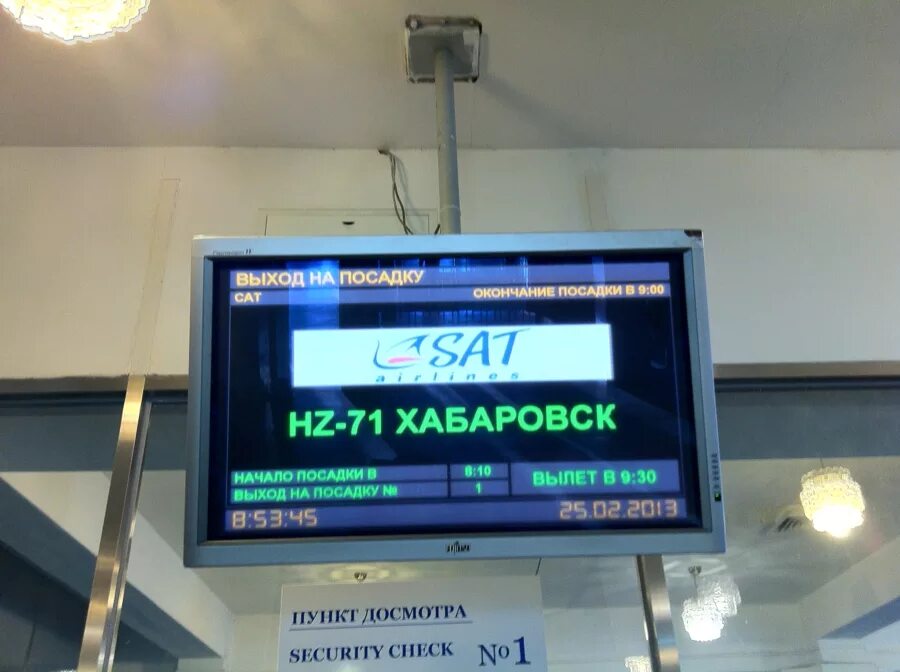 ВЫХОД НА ПОСАДКУ
САТ ОКОНЧАНИЕ ПОСАДКИ В 9:00
SAT
airlines
HZ-71 ХАБАРОВСК
НАЧАЛО ПОСАДКИ В 8:10
ВЫЛЕТ В 9:30
ВЫХОД НА ПОСАДКУ № 1
8:53:45 25.02.2013
FUJITSU
ПУНКТ ДОСМОТРА
SECURITY CHECK №1